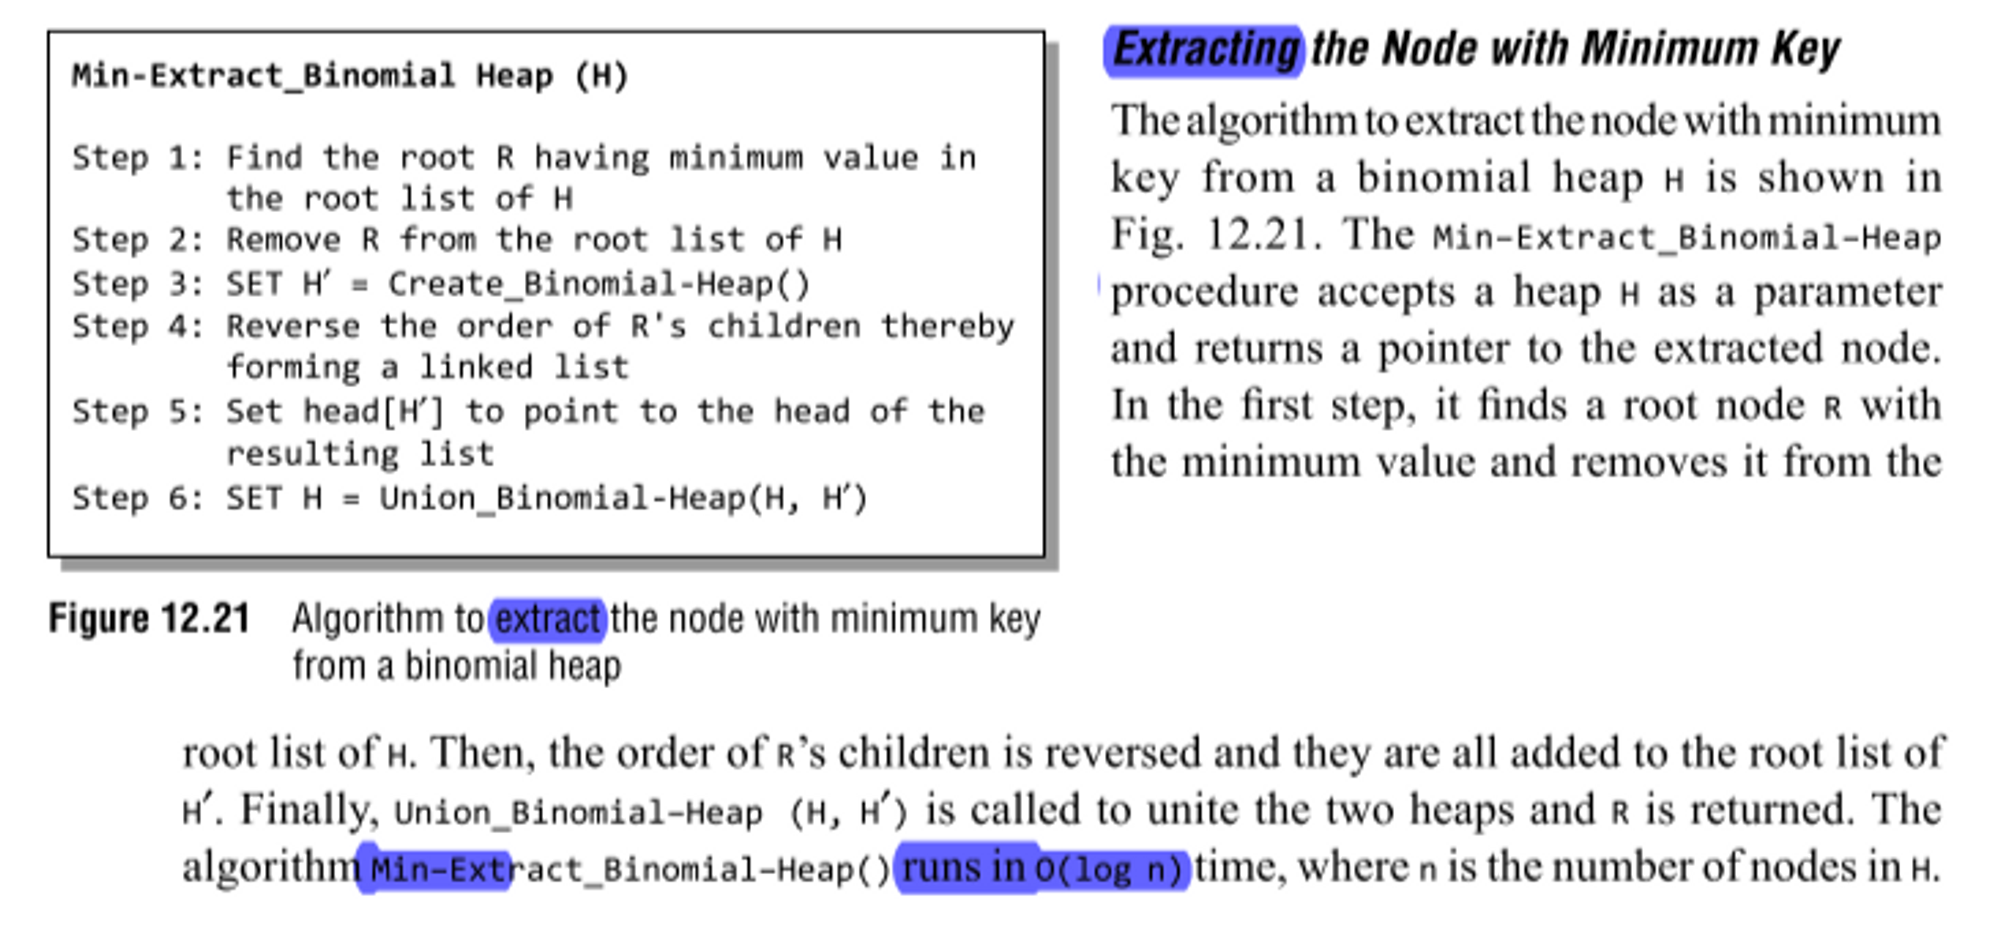 Min-Extract_Binomial Heap (H)
Step 1: Find the root R having minimum value in
the root list of H
Step 2: Remove R from the root list of H
Step 3: SET H′ = Create_Binomial-Heap()
Step 4: Reverse the order of R's children thereby
forming a linked list
Step 5: Set head[H′] to point to the head of the
resulting list
Step 6: SET H = Union_Binomial-Heap(H, H′)
Figure 12.21 Algorithm to extract the node with minimum key
from a binomial heap
Extracting the Node with Minimum Key
The algorithm to extract the node with minimum
key from a binomial heap H is shown in
Fig. 12.21. The Min-Extract_Binomial-Heap
procedure accepts a heap H as a parameter
and returns a pointer to the extracted node.
In the first step, it finds a root node R with
the minimum value and removes it from the
root list of H. Then, the order of R’s children is reversed and they are all added to the root list of
H′. Finally, Union_Binomial-Heap (H, H′) is called to unite the two heaps and R is returned. The
algorithm Min-Extract_Binomial-Heap() runs in O(log n) time, where n is the number of nodes in H.